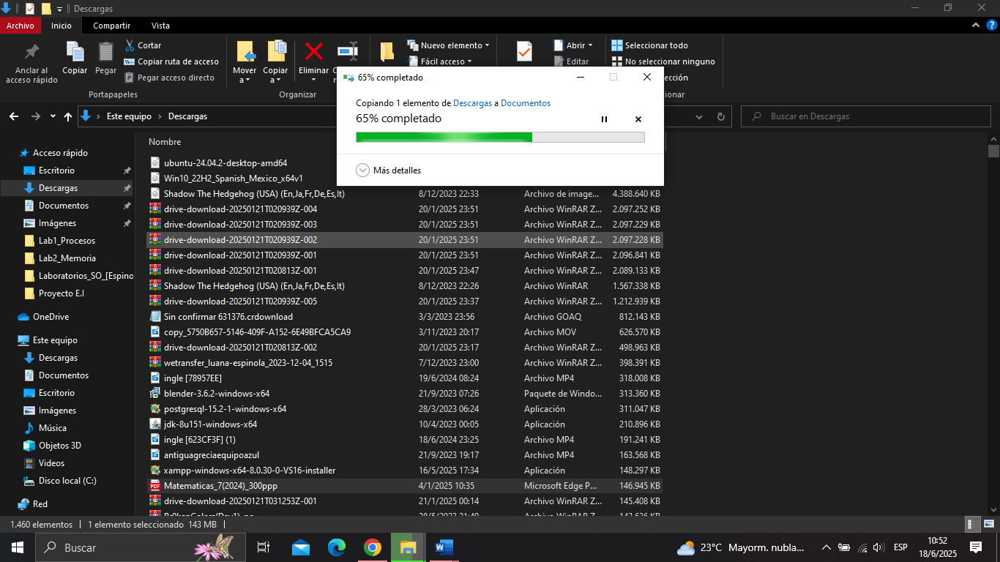 Descargas
Archivo Inicio Compartir Vista
Anclar al acceso rápido
Copiar
Pegar
Cortar
Copiar ruta de acceso
Pegar acceso directo
Portapapeles
Mover a
Copiar a
Eliminar
Organizar
Nuevo elemento
Fácil acceso
Abrir
Editar
Seleccionar todo
No seleccionar ninguno
65% completado
Copiando 1 elemento de Descargas a Documentos
65% completado
Más detalles
Este equipo > Descargas
Buscar en Descargas
Acceso rápido
Escritorio
Descargas
Documentos
Imágenes
Lab1_Procesos
Lab2_Memoria
Laboratorios_SO_[Espino
Proyecto E.I
OneDrive
Este equipo
Descargas
Documentos
Escritorio
Imágenes
Música
Objetos 3D
Videos
Disco local (C:)
Red
Nombre
ubuntu-24.04.2-desktop-amd64
Win10_22H2_Spanish_Mexico_x64v1
Shadow The Hedgehog (USA) (En,Ja,Fr,De,Es,It) 8/12/2023 22:33 Archivo de image... 4.388.640 KB
drive-download-20250121T020939Z-004 20/1/2025 23:51 Archivo WinRAR Z... 2.097.252 KB
drive-download-20250121T020939Z-003 20/1/2025 23:51 Archivo WinRAR Z... 2.097.229 KB
drive-download-20250121T020939Z-002 20/1/2025 23:51 Archivo WinRAR Z... 2.097.228 KB
drive-download-20250121T020939Z-001 20/1/2025 23:51 Archivo WinRAR Z... 2.096.841 KB
drive-download-20250121T020813Z-001 20/1/2025 23:47 Archivo WinRAR Z... 2.089.133 KB
Shadow The Hedgehog (USA) (En,Ja,Fr,De,Es,It) 8/12/2023 22:26 Archivo WinRAR 1.567.338 KB
drive-download-20250121T020939Z-005 20/1/2025 23:37 Archivo WinRAR Z... 1.212.939 KB
Sin confirmar 631376.crdownload 3/3/2023 23:56 Archivo GOAQ 812.143 KB
copy_5750B657-5146-409F-A152-6E49BFCA5CA9 3/11/2023 20:17 Archivo MOV 626.570 KB
drive-download-20250121T020813Z-002 20/1/2025 23:17 Archivo WinRAR Z... 498.963 KB
wetransfer_luana-espinola_2023-12-04_1515 7/12/2023 23:00 Archivo WinRAR Z... 398.391 KB
ingle [78957EE] 19/6/2024 08:24 Archivo MP4 318.008 KB
blender-3.6.2-windows-x64 21/9/2023 07:26 Paquete de Windo... 313.360 KB
postgresql-15.2-1-windows-x64 28/3/2023 06:24 Aplicación 311.047 KB
jdk-8u151-windows-x64 10/4/2023 00:05 Aplicación 210.896 KB
ingle [623CF3F] (1) 18/6/2024 23:25 Archivo MP4 191.241 KB
antiguagreciaequipoazul 21/9/2023 19:17 Archivo MP4 163.568 KB
xampp-windows-x64-8.0.30-0-VS16-installer 16/5/2025 17:34 Aplicación 148.297 KB
Matematicas_7(2024)_300ppp 4/1/2025 10:35 Microsoft Edge P... 146.945 KB
drive-download-20250121T031253Z-001 21/1/2025 00:14 Archivo WinRAR Z... 145.408 KB
1.460 elementos 1 elemento seleccionado 143 MB
Buscar
23°C Mayorm. nubla...
ESP
10:52
18/6/2025